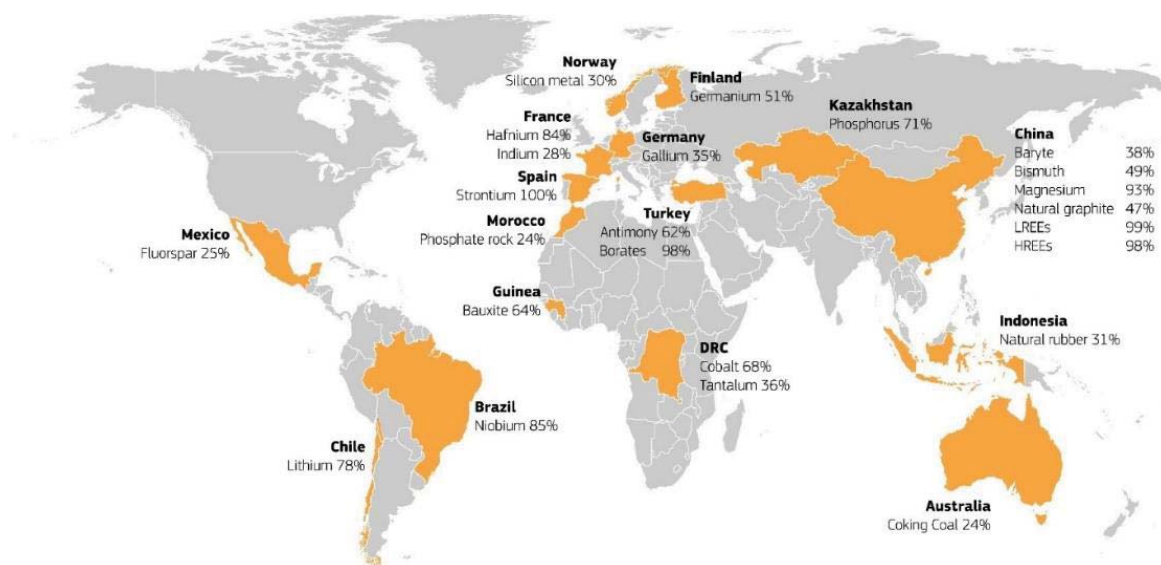 Norway
Silicon metal 30%
Finland
Germanium 51%
France
Hafnium 84%
Indium 28%
Germany
Gallium 35%
Kazakhstan
Phosphorus 71%
China
Baryte 38%
Bismuth 49%
Magnesium 93%
Natural graphite 47%
LREEs 99%
HREEs 98%
Spain
Strontium 100%
Morocco
Phosphate rock 24%
Turkey
Antimony 62%
Borates 98%
Mexico
Fluorspar 25%
Guinea
Bauxite 64%
DRC
Cobalt 68%
Tantalum 36%
Indonesia
Natural rubber 31%
Brazil
Niobium 85%
Chile
Lithium 78%
Australia
Coking Coal 24%